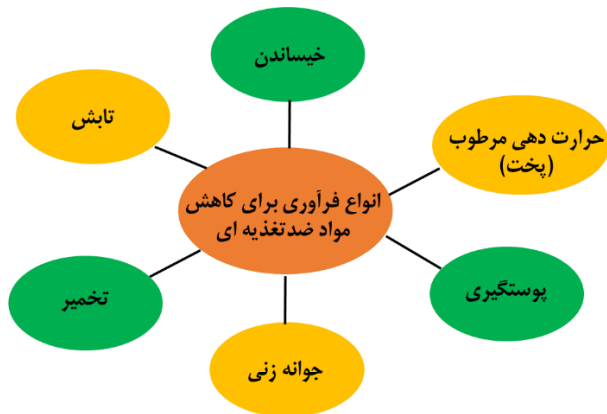 خیساندن
تابش
حرارت دهی مرطوب
(پخت)
انواع فرآوری برای کاهش
مواد ضدتغذیه ای
تخمیر
پوستگیری
جوانه زنی